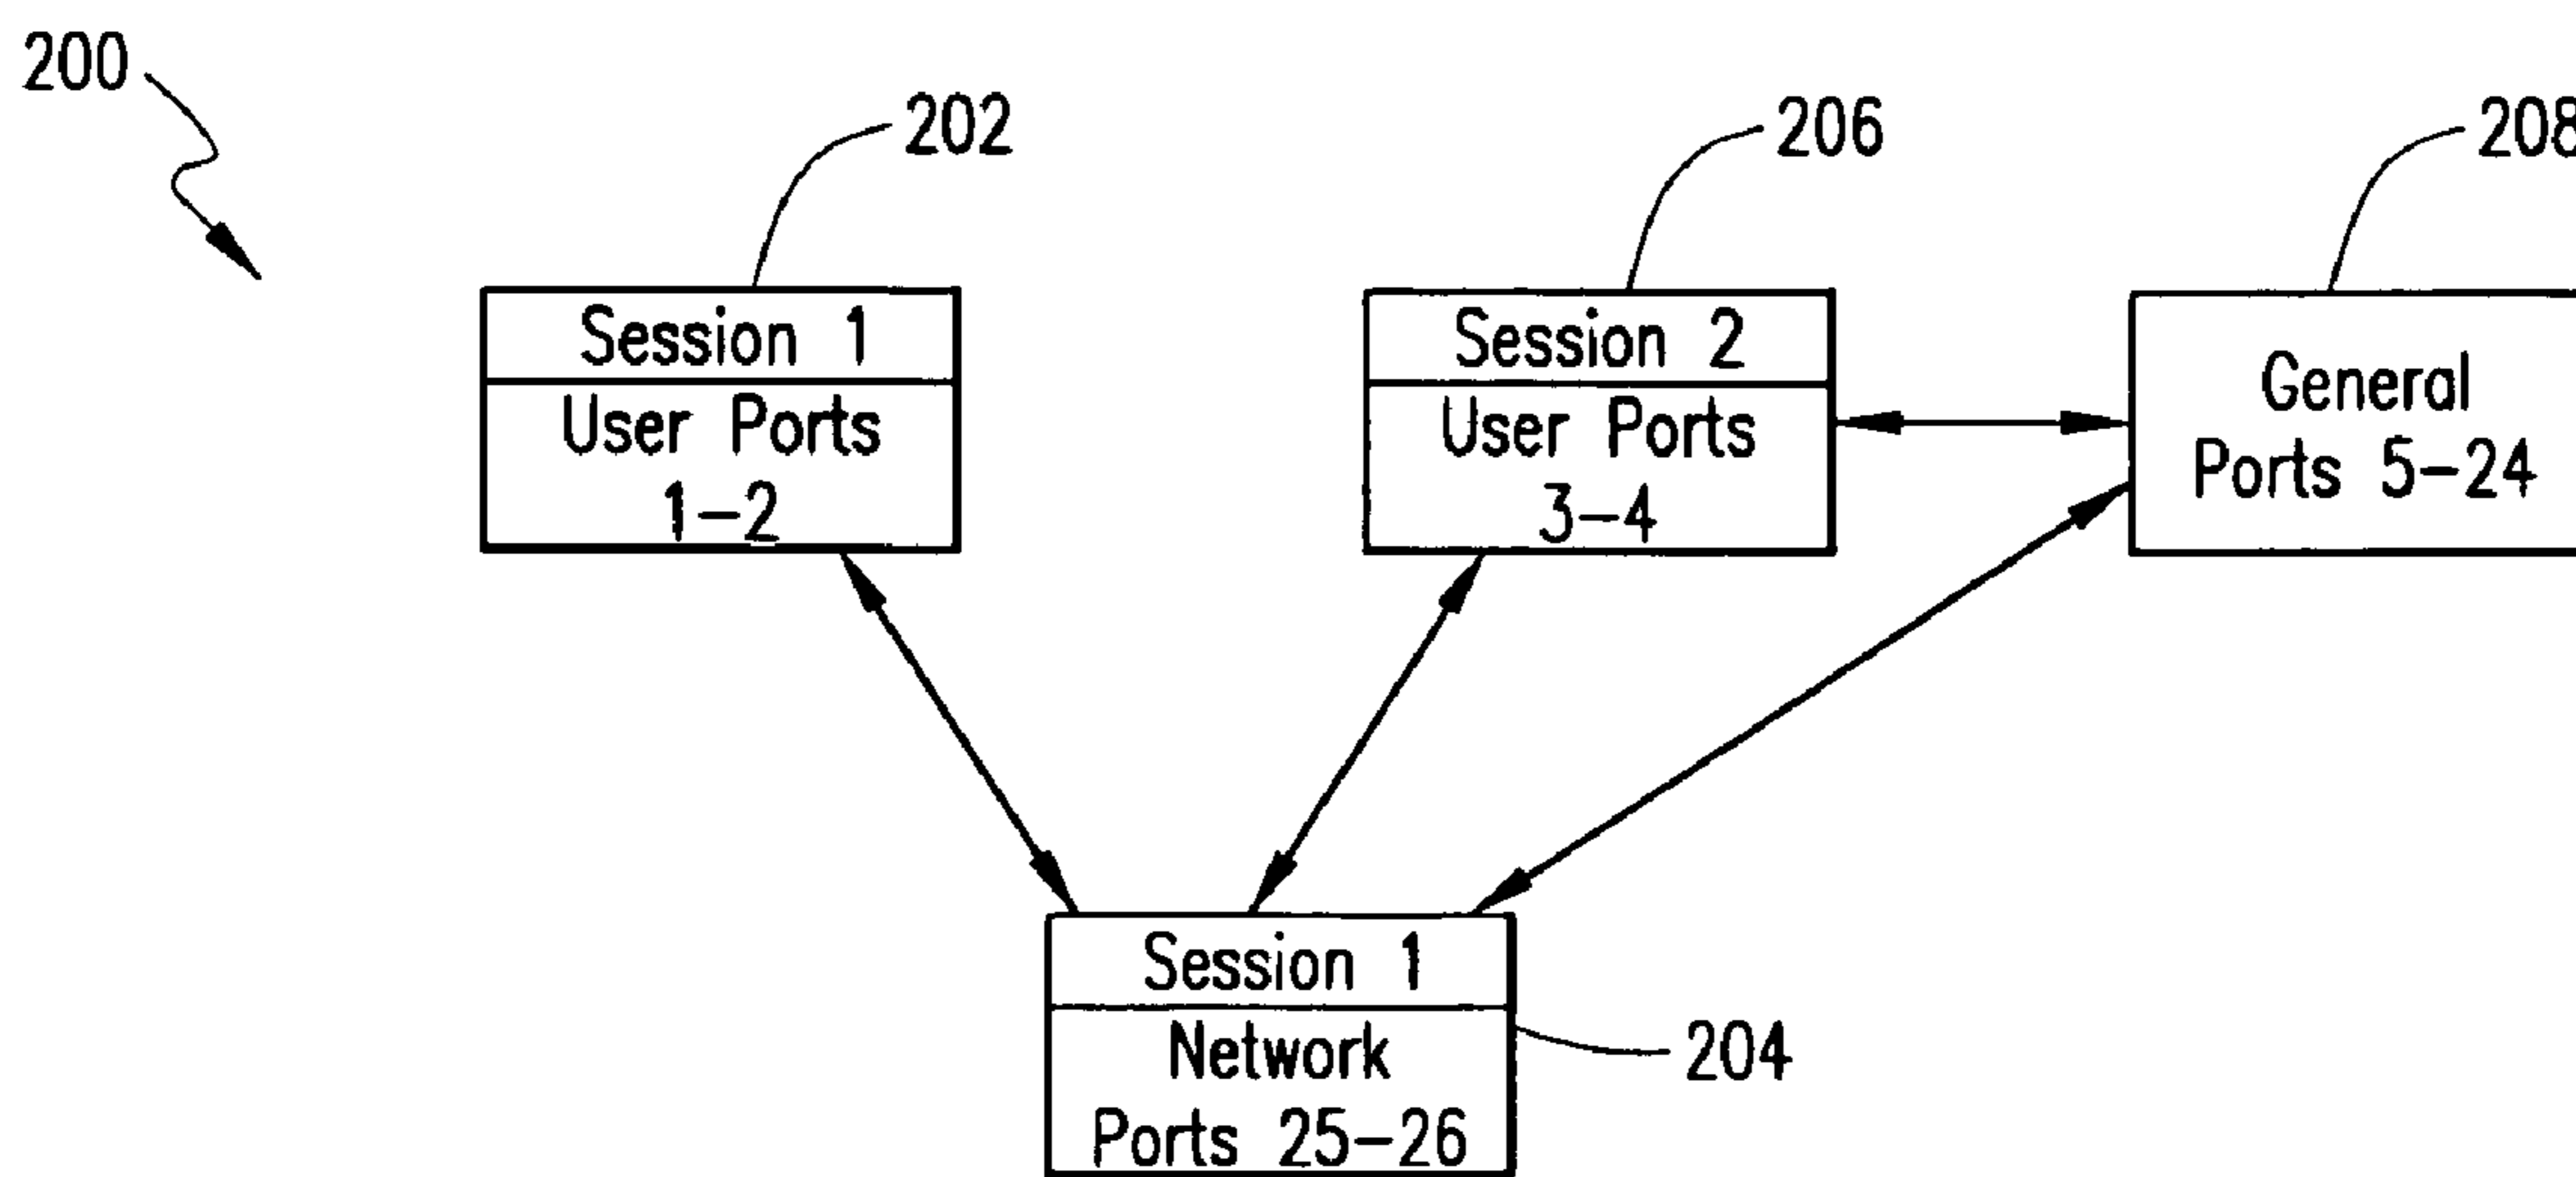 200
202
206
208
Session 1
User Ports
1-2
Session 2
User Ports
3-4
General
Ports 5-24
Session 1
Network
Ports 25-26
204